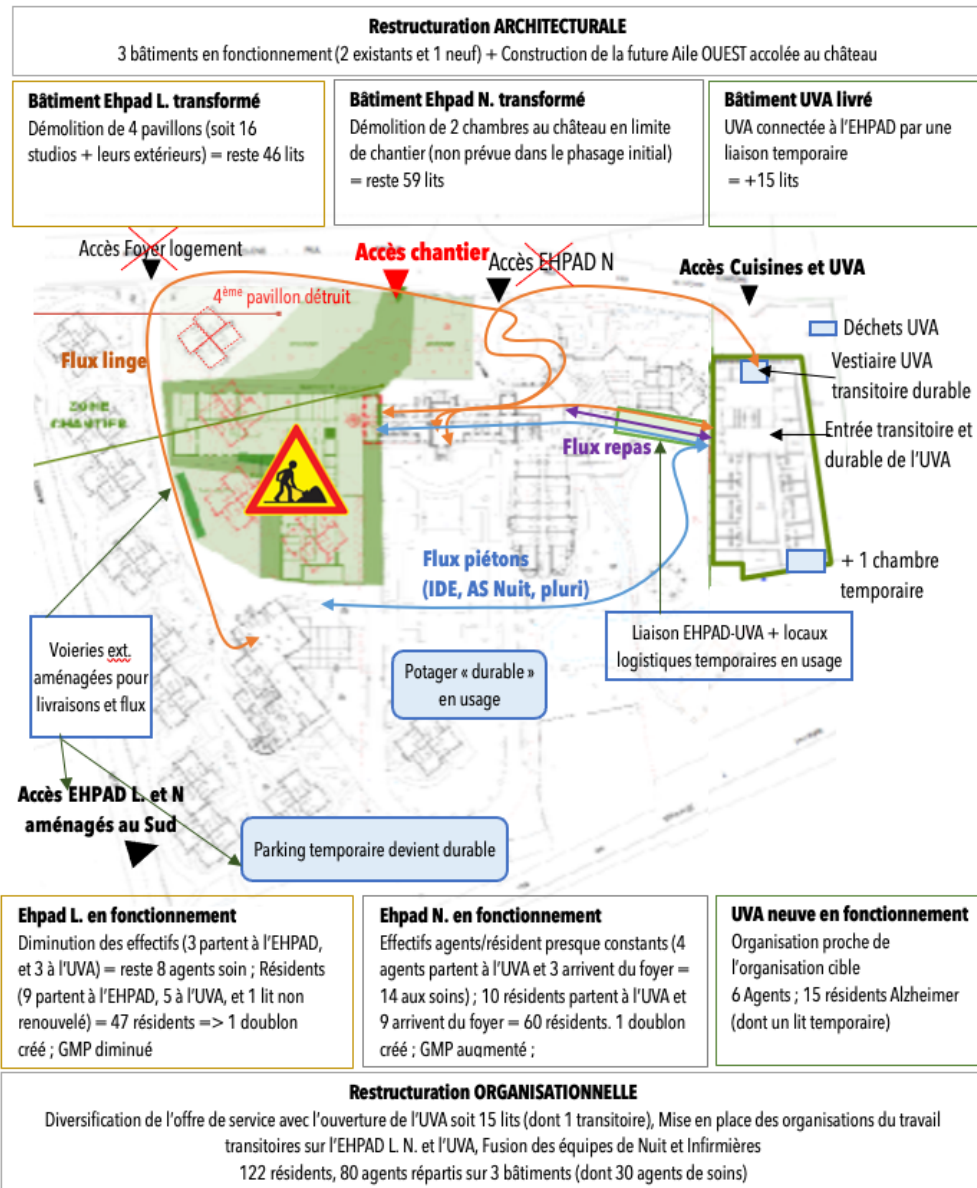 Restructuration ARCHITECTURALE
3 bâtiments en fonctionnement (2 existants et 1 neuf) + Construction de la future Aile OUEST accolée au château
Bâtiment Ehpad L. transformé
Démolition de 4 pavillons (soit 16
studios + leurs extérieurs) = reste 46 lits
Bâtiment Ehpad N. transformé
Démolition de 2 chambres au château en limite
de chantier (non prévue dans le phasage initial)
= reste 59 lits
Bâtiment UVA livré
UVA connectée à l'EHPAD par une
liaison temporaire
= +15 lits
Accès Foyer logement
Accès chantier
Accès EHPAD N
Accès Cuisines et UVA
4ème pavillon détruit
Déchets UVA
Flux linge
Vestiaire UVA
transitoire durable
ZONE
CHANTIER
Entrée transitoire et
durable de l'UVA
Flux repas
Flux piétons
(IDE, AS Nuit, pluri)
+ 1 chambre
temporaire
Voieries ext.
aménagées pour
livraisons et flux
Liaison EHPAD-UVA + locaux
logistiques temporaires en usage
Potager « durable »
en usage
Accès EHPAD L. et N
aménagés au Sud
Parking temporaire devient durable
Ehpad L. en fonctionnement
Diminution des effectifs (3 partent à l'EHPAD,
et 3 à l'UVA) = reste 8 agents soin ; Résidents
(9 partent à l'EHPAD, 5 à l'UVA, et 1 lit non
renouvelé) = 47 résidents => 1 doublon
créé ; GMP diminué
Ehpad N. en fonctionnement
Effectifs agents/résident presque constants (4
agents partent à l'UVA et 3 arrivent du foyer =
14 aux soins) ; 10 résidents partent à l'UVA et
9 arrivent du foyer = 60 résidents. 1 doublon
créé ; GMP augmenté ;
UVA neuve en fonctionnement
Organisation proche de
l'organisation cible
6 Agents ; 15 résidents Alzheimer
(dont un lit temporaire)
Restructuration ORGANISATIONNELLE
Diversification de l'offre de service avec l'ouverture de l'UVA soit 15 lits (dont 1 transitoire), Mise en place des organisations du travail
transitoires sur l'EHPAD L. N. et l'UVA, Fusion des équipes de Nuit et Infirmières
122 résidents, 80 agents répartis sur 3 bâtiments (dont 30 agents de soins)